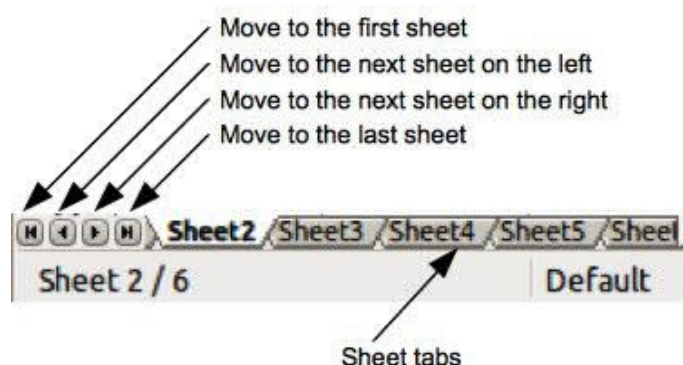 Move to the first sheet
Move to the next sheet on the left
Move to the next sheet on the right
Move to the last sheet
Sheet2 Sheet3 Sheet4 Sheet5 Sheet
Sheet 2 / 6 Default
Sheet tabs